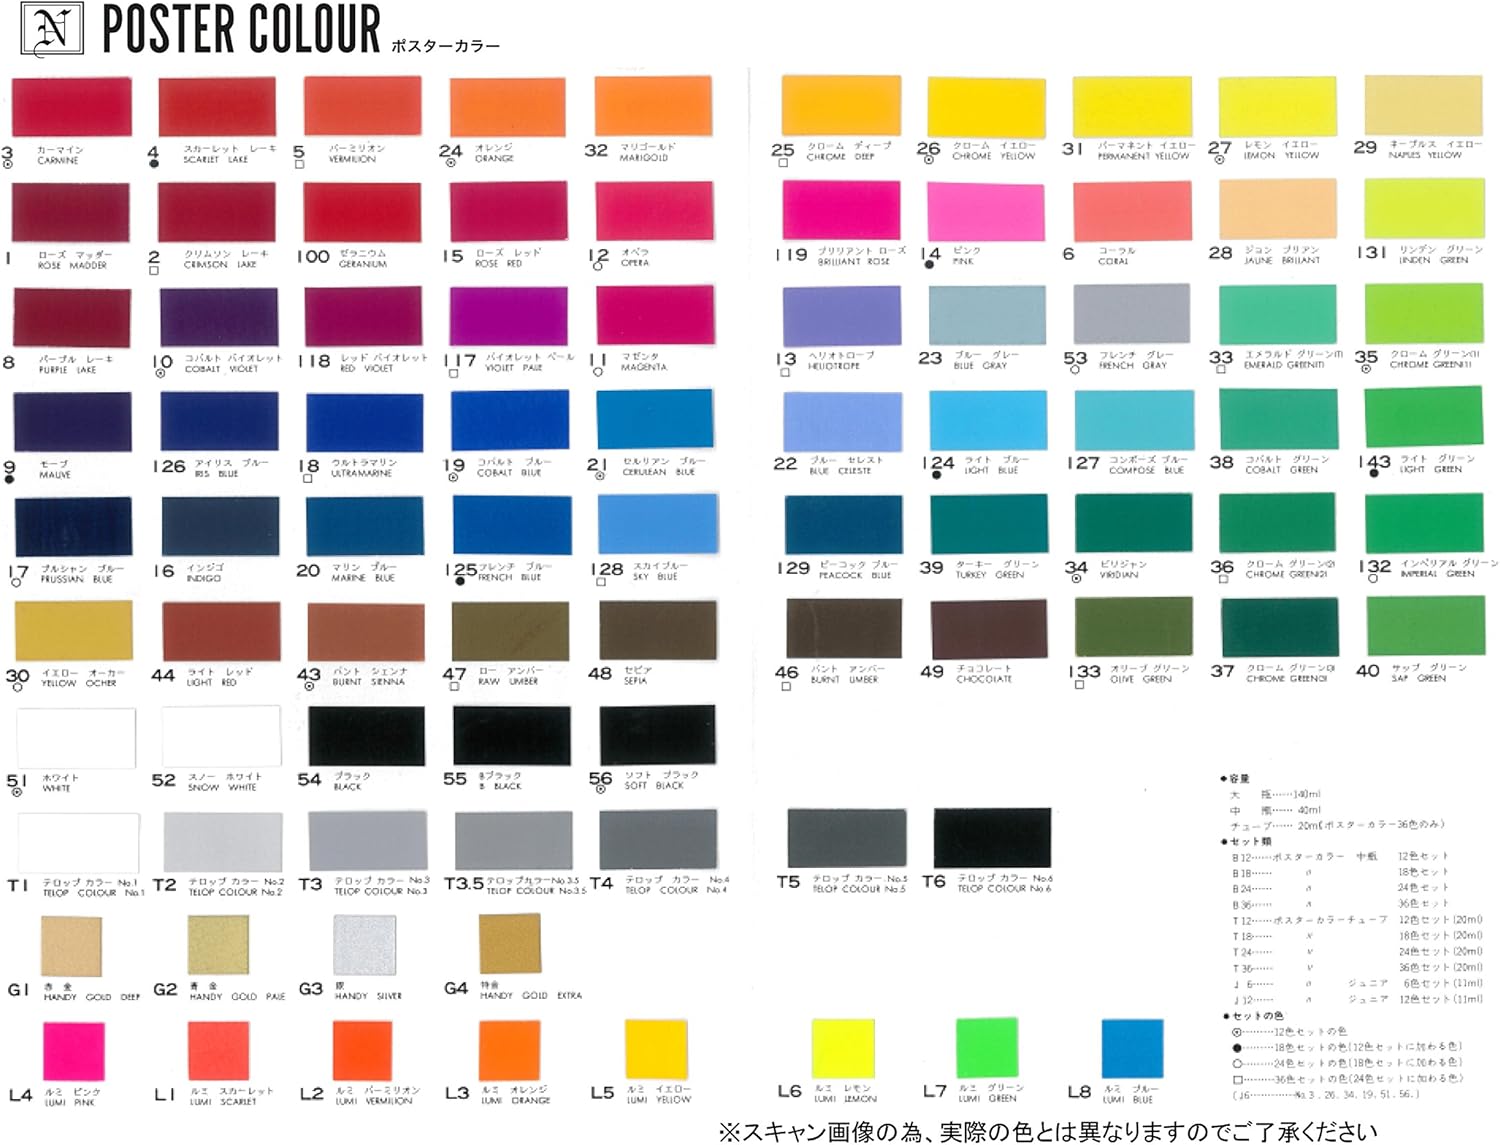 N POSTER COLOUR ポスターカラー
3 カーマイン CARMINE
4 スカーレット レーキ SCARLET LAKE
5 バーミリオン VERMILION
24 オレンジ ORANGE
32 マリゴールド MARIGOLD
25 クローム ディープ CHROME DEEP
26 クローム イエロー CHROME YELLOW
31 パーマネント イエロー PERMANENT YELLOW
27 レモン イエロー LEMON YELLOW
29 ネープルス イエロー NAPLES YELLOW
1 ローズ マッダー ROSE MADDER
2 クリムソン レーキ CRIMSON LAKE
100 ゼラニウム GERANIUM
15 ローズ レッド ROSE RED
12 オペラ OPERA
119 ブリリアント ローズ BRILLIANT ROSE
14 ピンク PINK
6 コーラル CORAL
28 ジョン ブリアン JAUNE BRILLANT
131 リンデン グリーン LINDEN GREEN
8 パープル レーキ PURPLE LAKE
10 コバルト バイオレット COBALT VIOLET
118 レッド バイオレット RED VIOLET
117 バイオレット ペール VIOLET PALE
11 マゼンタ MAGENTA
13 ヘリオトロープ HELIOTROPE
23 ブルー グレー BLUE GRAY
53 フレンチ グレー FRENCH GRAY
33 エメラルド グリーン(1) EMERALD GREEN(1)
35 クローム グリーン(1) CHROME GREEN(1)
9 モーブ MAUVE
126 アイリス ブルー IRIS BLUE
18 ウルトラマリン ULTRAMARINE
19 コバルト ブルー COBALT BLUE
21 セルリアン ブルー CERULEAN BLUE
22 ブルー セレスト BLUE CELESTE
124 ライト ブルー LIGHT BLUE
127 コンポーズ ブルー COMPOSE BLUE
38 コバルト グリーン COBALT GREEN
143 ライト グリーン LIGHT GREEN
17 プルシャン ブルー PRUSSIAN BLUE
16 インジゴ INDIGO
20 マリン ブルー MARINE BLUE
125 フレンチ ブルー FRENCH BLUE
128 スカイブルー SKY BLUE
129 ピーコック ブルー PEACOCK BLUE
39 ターキー グリーン TURKEY GREEN
34 ビリジャン VIRIDIAN
36 クローム グリーン(2) CHROME GREEN(2)
132 インペリアル グリーン IMPERIAL GREEN
30 イエロー オーカー YELLOW OCHER
44 ライト レッド LIGHT RED
43 バント シェンナ BURNT SIENNA
47 ロー アンバー RAW UMBER
48 セピア SEPIA
46 バント アンバー BURNT UMBER
49 チョコレート CHOCOLATE
133 オリーブ グリーン OLIVE GREEN
37 クローム グリーン(3) CHROME GREEN(3)
40 サップ グリーン SAP GREEN
51 ホワイト WHITE
52 スノー ホワイト SNOW WHITE
54 ブラック BLACK
55 Bブラック B BLACK
56 ソフト ブラック SOFT BLACK
T1 テロップ カラー No.1 TELOP COLOUR No.1
T2 テロップ カラー No.2 TELOP COLOUR No.2
T3 テロップ カラー No.3 TELOP COLOUR No.3
T3.5 テロップカラー No.3.5 TELOP COLOUR No.3.5
T4 テロップ カラー No.4 TELOP COLOUR No.4
T5 テロップ カラー No.5 TELOP COLOUR No.5
T6 テロップ カラー No.6 TELOP COLOUR No.6
G1 赤 金 HANDY GOLD DEEP
G2 青 金 HANDY GOLD PALE
G3 銀 HANDY SILVER
G4 特金 HANDY GOLD EXTRA
L4 ルミ ピンク LUMI PINK
L1 ルミ スカーレット LUMI SCARLET
L2 ルミ バーミリオン LUMI VERMILION
L3 ルミ オレンジ LUMI ORANGE
L5 ルミ イエロー LUMI YELLOW
L6 ルミ レモン LUMI LEMON
L7 ルミ グリーン LUMI GREEN
L8 ルミ ブルー LUMI BLUE
◆容量
大 瓶……140ml
中 瓶…… 40ml
チューブ…… 20ml(ポスターカラー36色のみ)
●セット類
B12……ポスターカラー 中瓶 12色セット
B18…… 〃 18色セット
B24…… 〃 24色セット
B36…… 〃 36色セット
T12……ポスターカラーチューブ 12色セット(20ml)
T18…… 〃 18色セット(20ml)
T24…… 〃 24色セット(20ml)
T36…… 〃 36色セット(20ml)
J 6…… 〃 ジュニア 6色セット(11ml)
J12…… 〃 ジュニア 12色セット(11ml)
●セットの色
⊙………12色セットの色
●………18色セットの色(12色セットに加わる色)
○………24色セットの色(18色セットに加わる色)
□………36色セットの色(24色セットに加わる色)
(J6…………No.3.26.34.19.51.56.)
※スキャン画像の為、実際の色とは異なりますのでご了承ください